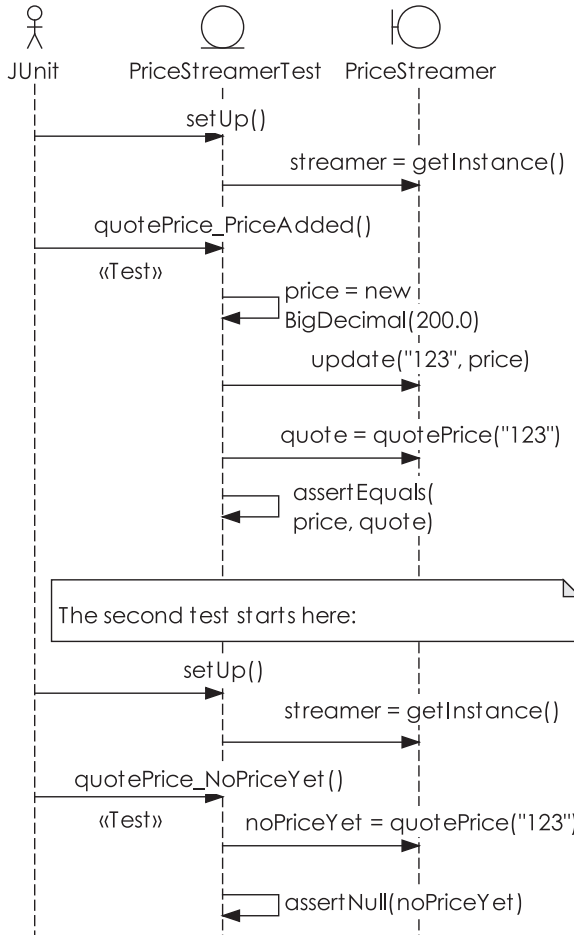 JUnit PriceStreamerTest PriceStreamer
setUp()
streamer = getInstance()
quotePrice_PriceAdded()
«Test»
price = new
BigDecimal(200.0)
update("123", price)
quote = quotePrice("123")
assertEquals(
price, quote)
The second test starts here:
setUp()
streamer = getInstance()
quotePrice_NoPriceYet()
«Test»
noPriceYet = quotePrice("123")
assertNull(noPriceYet)